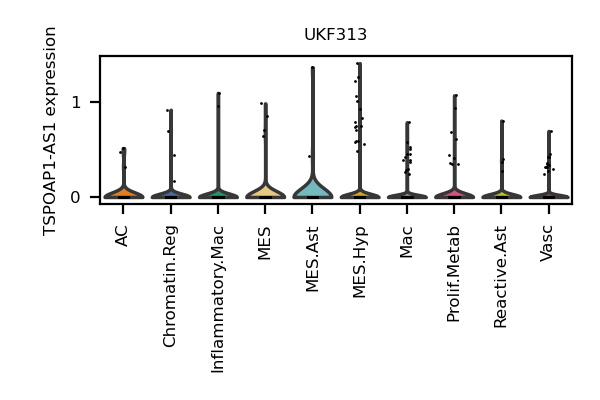 UKF313
TSPOAP1-AS1 expression
1
0
AC
Chromatin.Reg
Inflammatory.Mac
MES
MES.Ast
MES.Hyp
Mac
Prolif.Metab
Reactive.Ast
Vasc